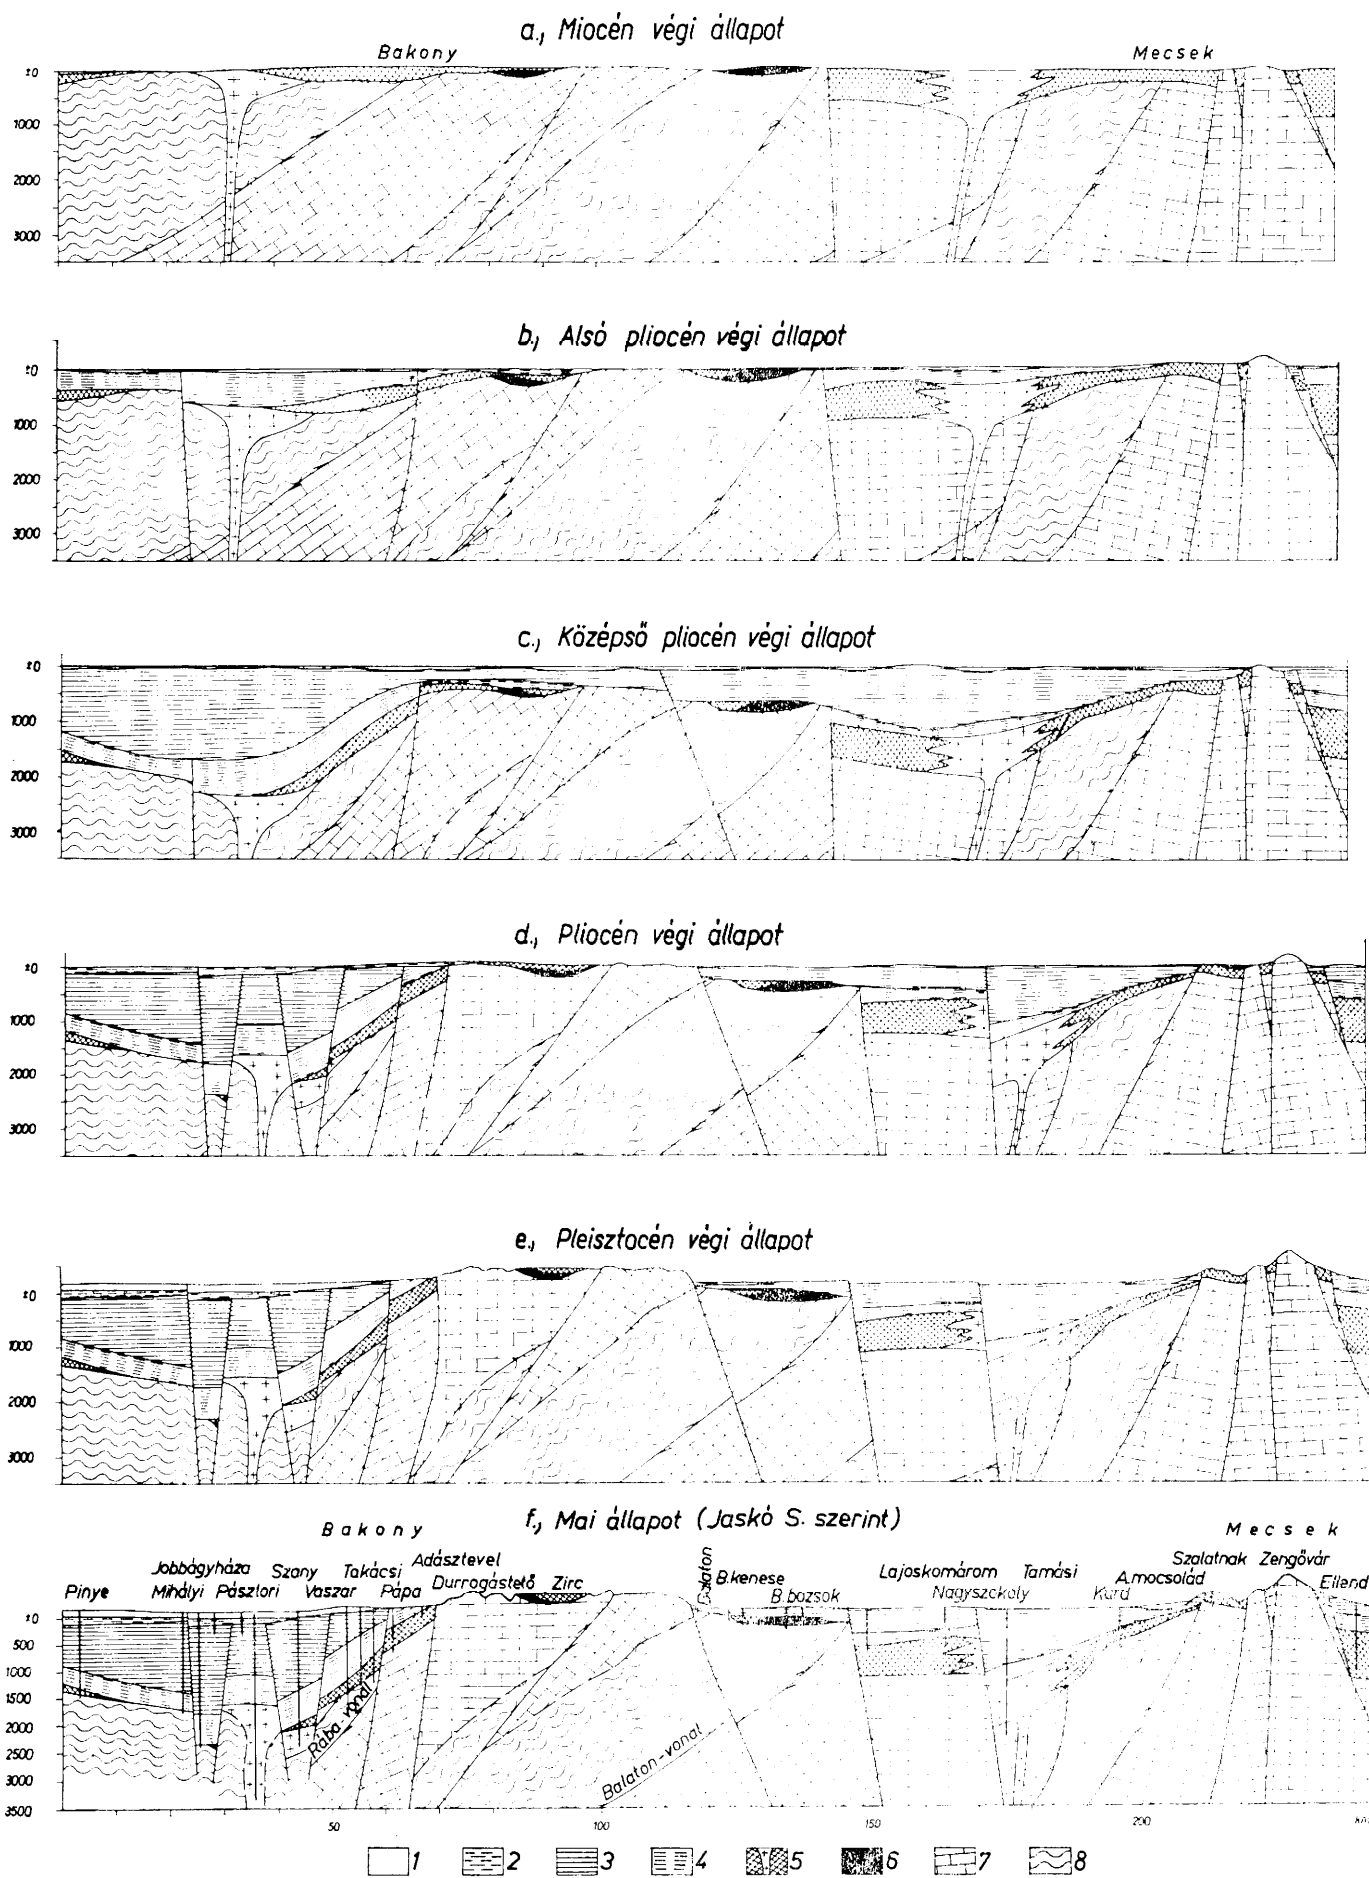 a., Miocén végi állapot
Bakony Mecsek
±0
1000
2000
3000
b., Alsó pliocén végi állapot
±0
1000
2000
3000
c., Középső pliocén végi állapot
±0
1000
2000
3000
d., Pliocén végi állapot
±0
1000
2000
3000
e., Pleisztocén végi állapot
±0
1000
2000
3000
f., Mai állapot (Jaskó S. szerint)
Bakony Mecsek
Jobbágyháza Szany Takácsi Adásztevel Balaton B.kenese Lajoskomárom Tamási Szalatnak Zengővár
Pinye Mihályi Pásztori Vaszar Pápa Durrogástető Zirc B.bozsok Nagyszokoly Kurd A.mocsolád Ellend
±0
500
1000
1500
2000
2500
3000
3500
Rába-vonal
Balaton-vonal
50 100 150 200
1 2 3 4 5 6 7 8